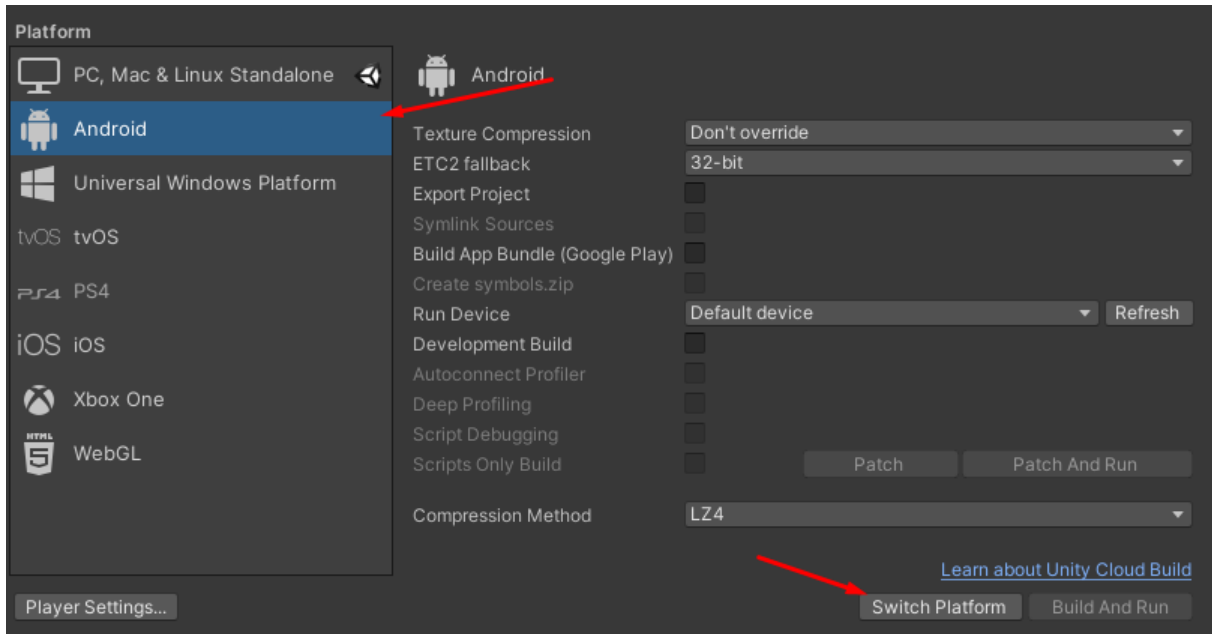 Platform
PC, Mac & Linux Standalone
Android
Universal Windows Platform
tvOS tvOS
PS4 PS4
iOS iOS
Xbox One
HTML
5 WebGL
Player Settings...
Android
Texture Compression Don't override
ETC2 fallback 32-bit
Export Project
Symlink Sources
Build App Bundle (Google Play)
Create symbols.zip
Run Device Default device Refresh
Development Build
Autoconnect Profiler
Deep Profiling
Script Debugging
Scripts Only Build Patch Patch And Run
Compression Method LZ4
Learn about Unity Cloud Build
Switch Platform Build And Run